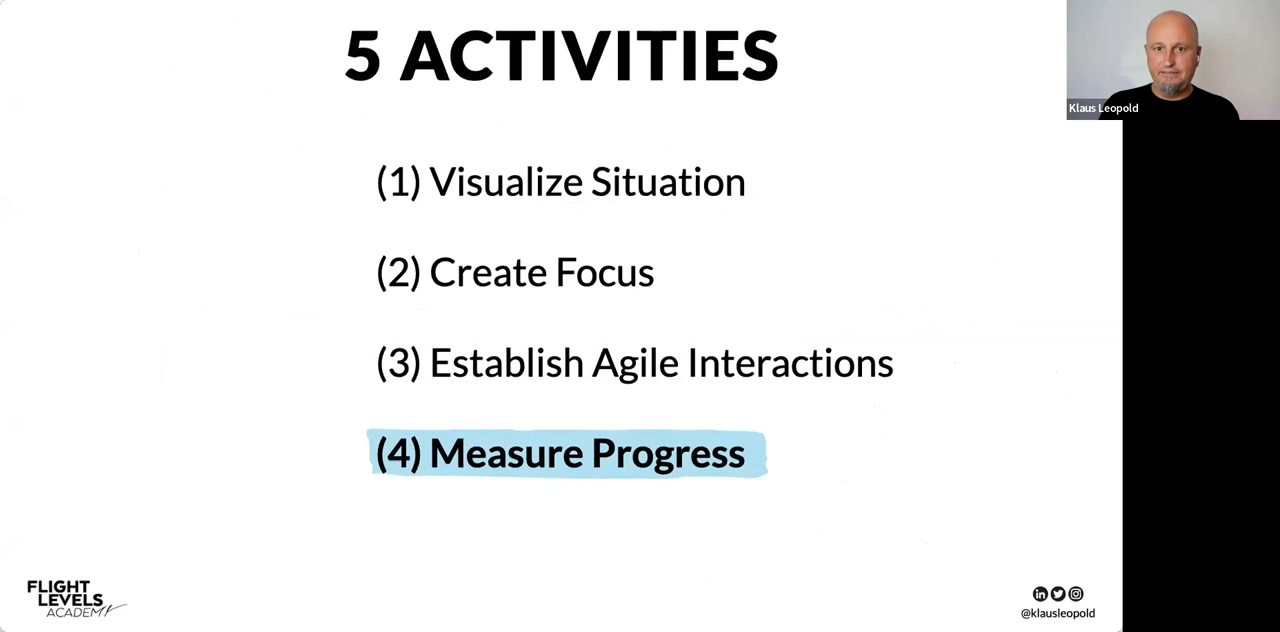 5 ACTIVITIES
Klaus Leopold
(1) Visualize Situation
(2) Create Focus
(3) Establish Agile Interactions
(4) Measure Progress
FLIGHT
LEVELS
ACADEMY
@klausleopold